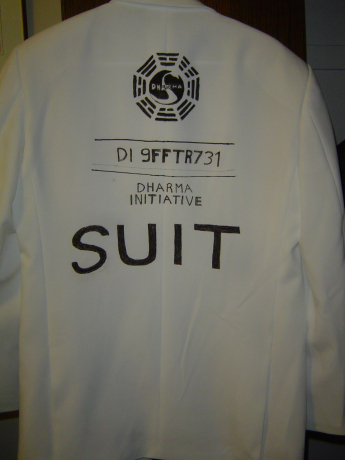 DHARMA
DI 9FFTR731
DHARMA
INITIATIVE
SUIT